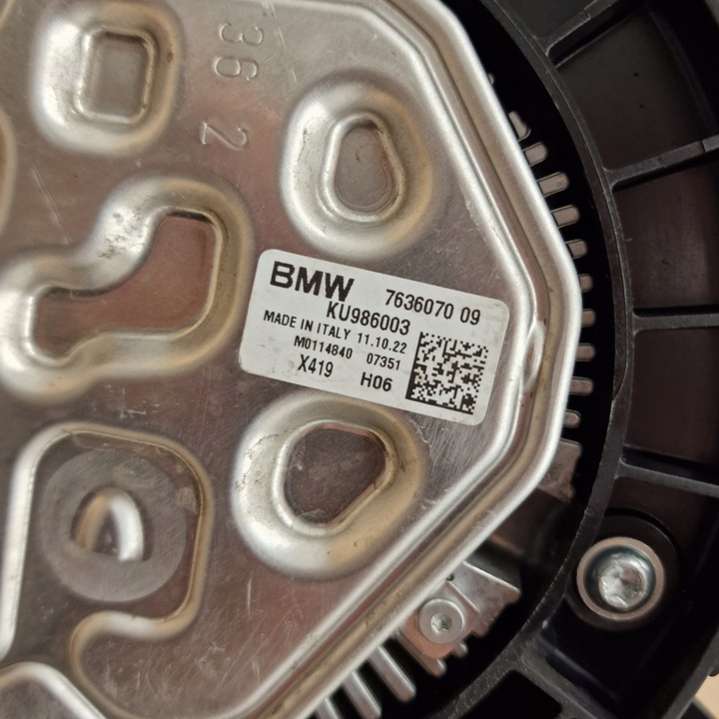 36 2
BMW 7636070 09
KU986003
MADE IN ITALY 11.10.22
M0114840 07351
X419 H06